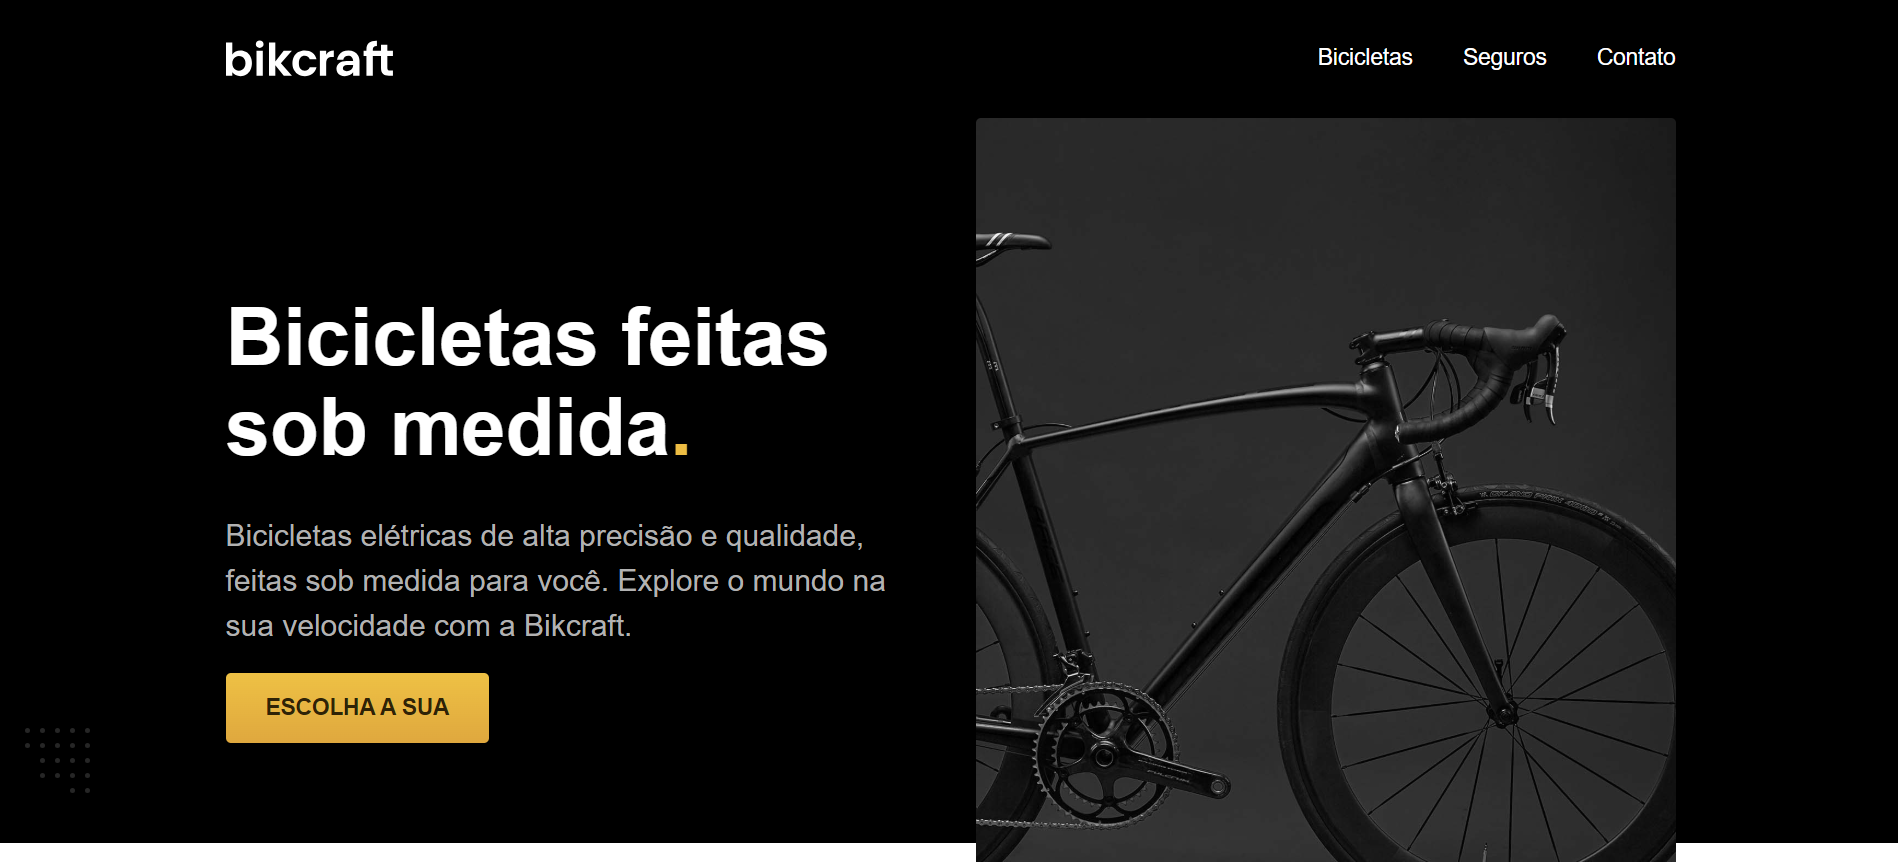 bikcraft
Bicicletas Seguros Contato
Bicicletas feitas
sob medida.
Bicicletas elétricas de alta precisão e qualidade,
feitas sob medida para você. Explore o mundo na
sua velocidade com a Bikcraft.
ESCOLHA A SUA